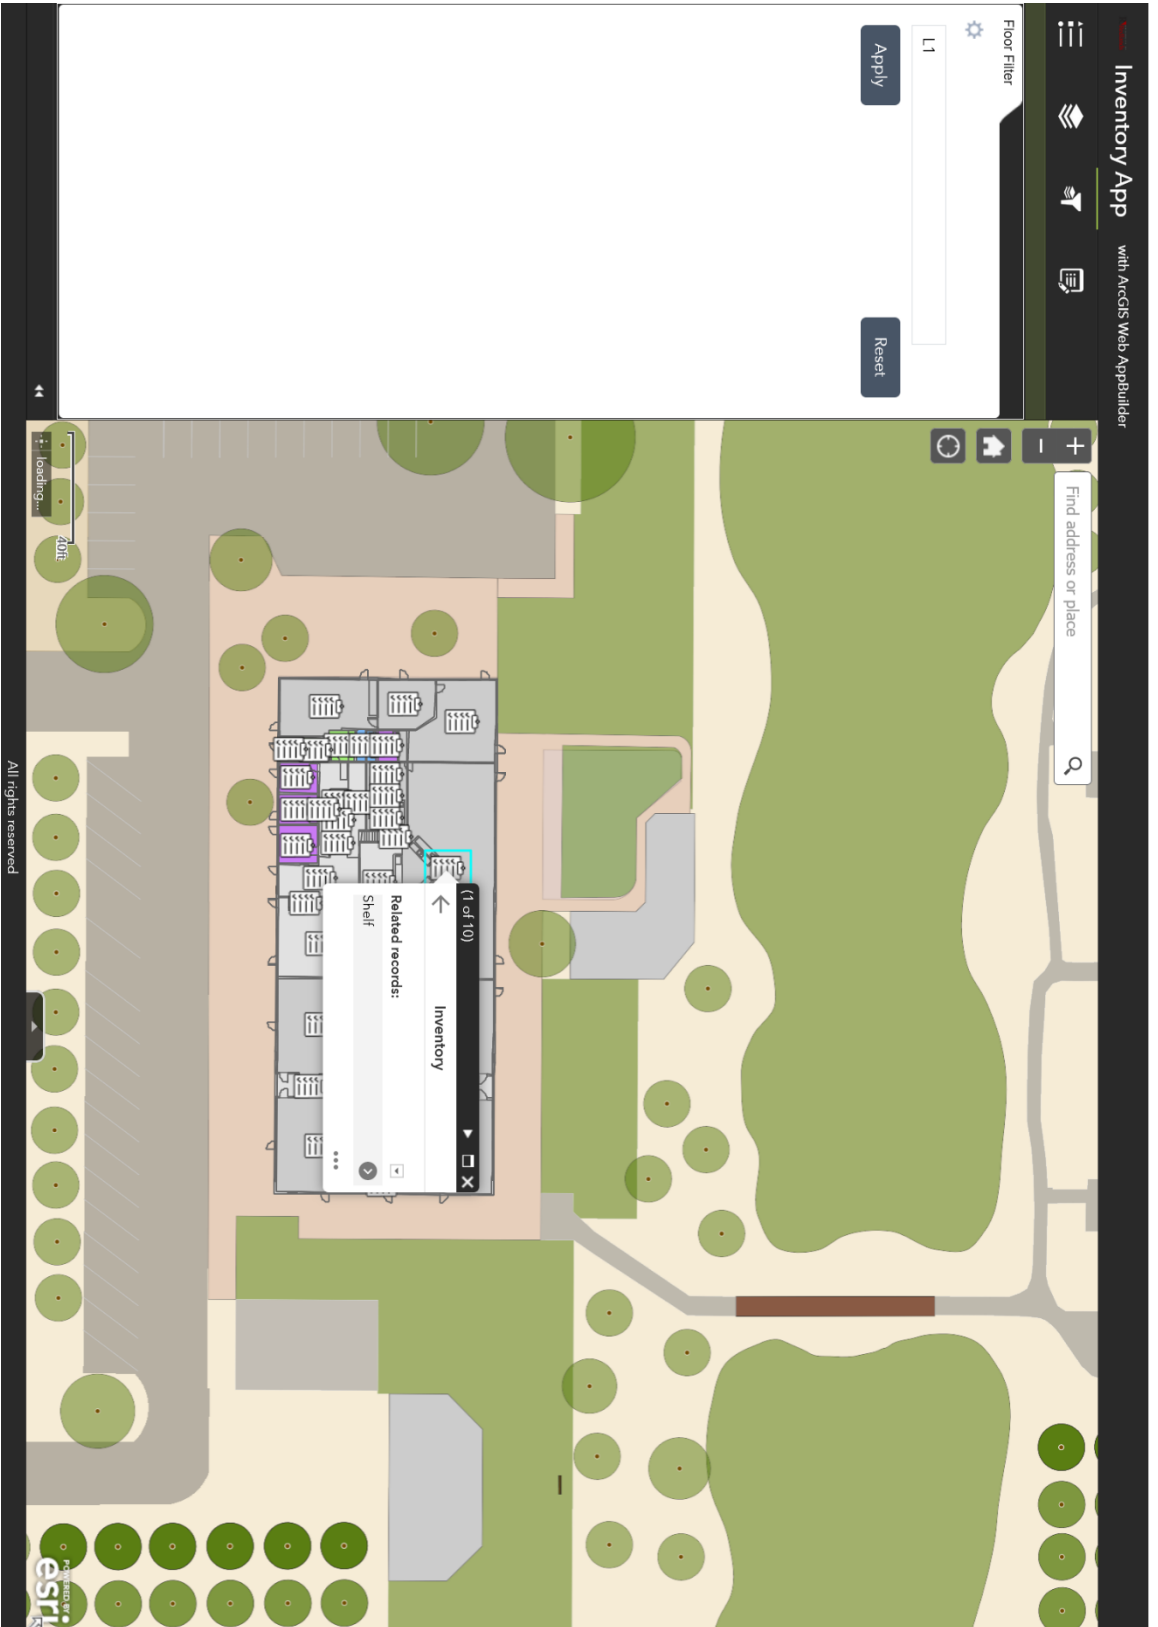 Inventory App
with ArcGIS Web AppBuilder
Floor Filter
L1
Apply
Reset
+
−
Find address or place
(1 of 10)
Inventory
Related records:
Shelf
loading...
40ft
POWERED BY
esri
All rights reserved